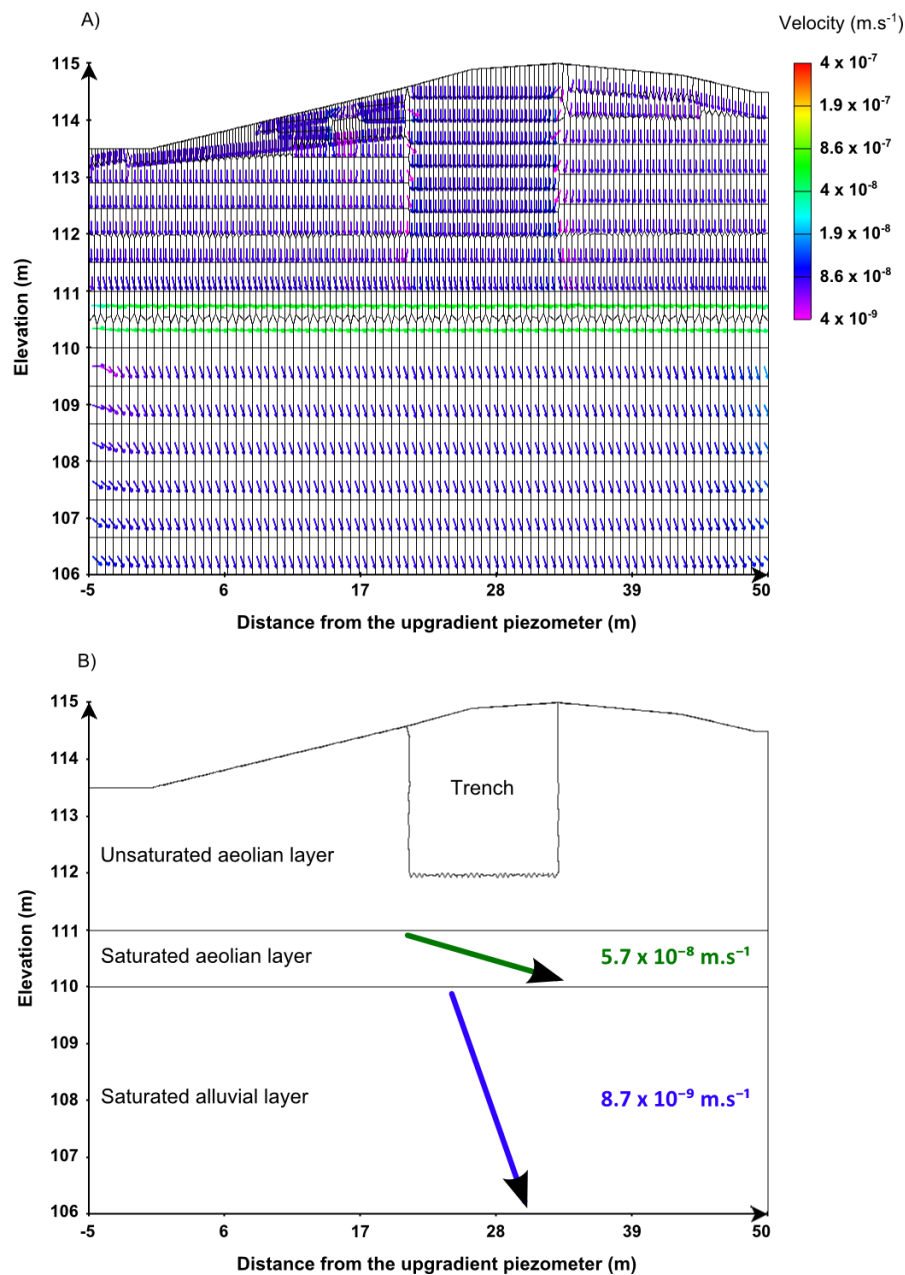 A)
Velocity (m.s⁻¹)
4 x 10⁻⁷
1.9 x 10⁻⁷
8.6 x 10⁻⁷
4 x 10⁻⁸
1.9 x 10⁻⁸
8.6 x 10⁻⁸
4 x 10⁻⁹
115
114
113
112
111
110
109
108
107
106
Elevation (m)
-5 6 17 28 39 50
Distance from the upgradient piezometer (m)
B)
115
114
113
112
111
110
109
108
107
106
Elevation (m)
Trench
Unsaturated aeolian layer
Saturated aeolian layer 5.7 x 10⁻⁸ m.s⁻¹
Saturated alluvial layer 8.7 x 10⁻⁹ m.s⁻¹
-5 6 17 28 39 50
Distance from the upgradient piezometer (m)